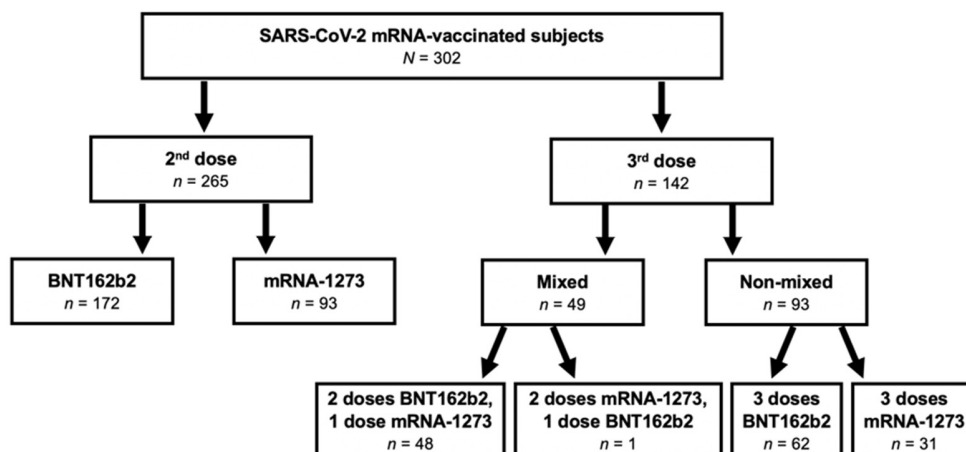 SARS-CoV-2 mRNA-vaccinated subjects
N = 302
2nd dose
n = 265
3rd dose
n = 142
BNT162b2
n = 172
mRNA-1273
n = 93
Mixed
n = 49
Non-mixed
n = 93
2 doses BNT162b2,
1 dose mRNA-1273
n = 48
2 doses mRNA-1273,
1 dose BNT162b2
n = 1
3 doses
BNT162b2
n = 62
3 doses
mRNA-1273
n = 31